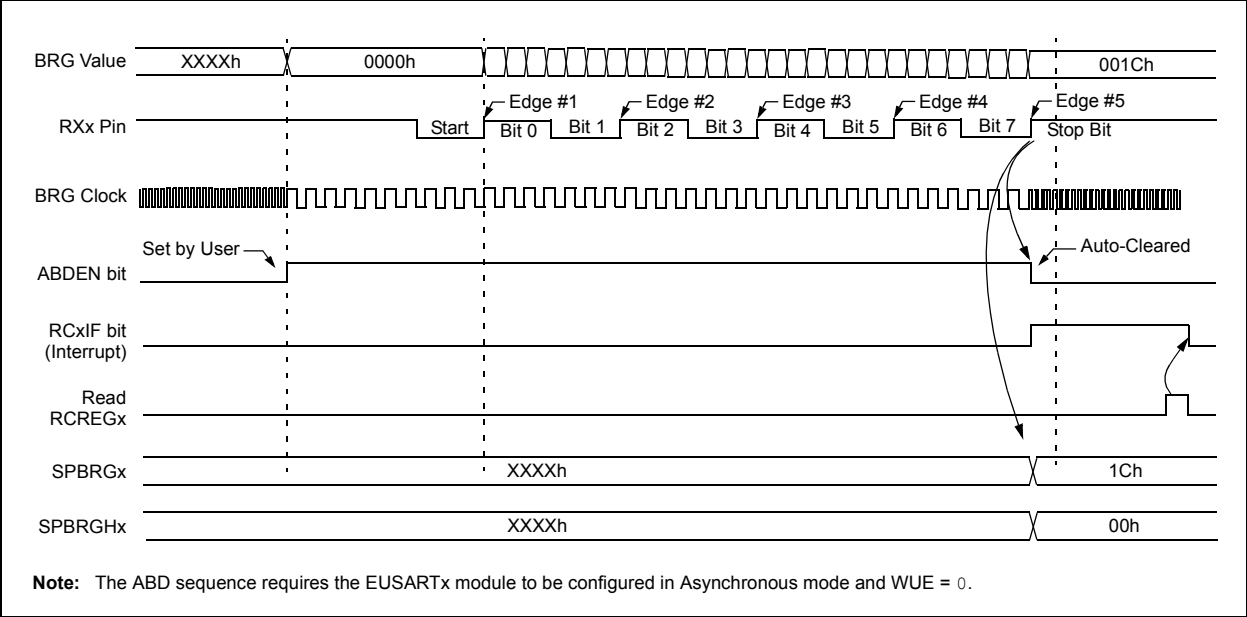 BRG Value XXXXh 0000h 001Ch
Edge #1 Edge #2 Edge #3 Edge #4 Edge #5
RXx Pin Start Bit 0 Bit 1 Bit 2 Bit 3 Bit 4 Bit 5 Bit 6 Bit 7 Stop Bit
BRG Clock
Set by User Auto-Cleared
ABDEN bit
RCxIF bit
(Interrupt)
Read
RCREGx
SPBRGx XXXXh 1Ch
SPBRGHx XXXXh 00h
Note: The ABD sequence requires the EUSARTx module to be configured in Asynchronous mode and WUE = 0.